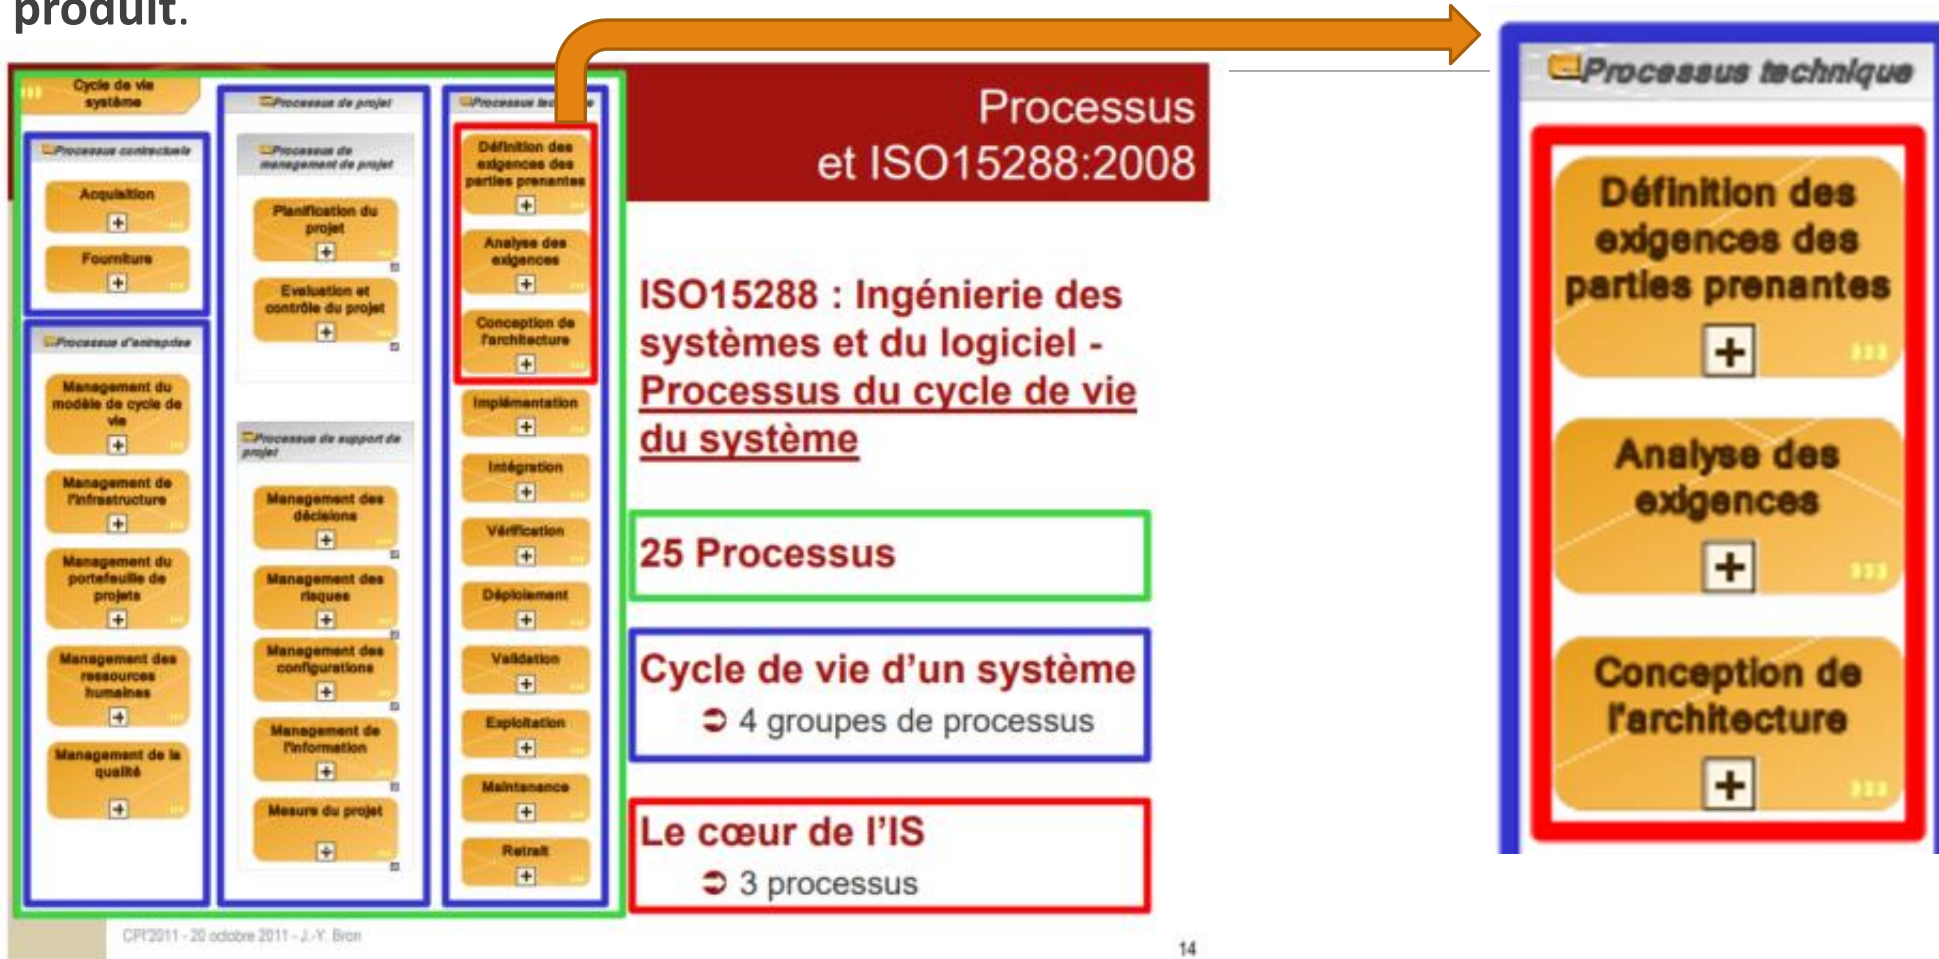 produit.
Cycle de vie
système
Processus contractuels
Acquisition
Fourniture
Processus d'entreprise
Management du
modèle de cycle de
vie
Management de
l'infrastructure
Management du
portefeuille de
projets
Management des
ressources
humaines
Management de la
qualité
Processus de projet
Processus de
management de projet
Planification du
projet
Evaluation et
contrôle du projet
Processus de support de
projet
Management des
décisions
Management des
risques
Management des
configurations
Management de
l'information
Mesure du projet
Processus
Définition des
exigences des
parties prenantes
Analyse des
exigences
Conception de
l'architecture
Implémentation
Intégration
Vérification
Déploiement
Validation
Exploitation
Maintenance
Retrait
Processus
et ISO15288:2008
ISO15288 : Ingénierie des
systèmes et du logiciel -
Processus du cycle de vie
du système
25 Processus
Cycle de vie d'un système
➲ 4 groupes de processus
Le cœur de l'IS
➲ 3 processus
CPI'2011 - 20 octobre 2011 - J.-Y. Bron
14
Processus technique
Définition des
exigences des
parties prenantes
Analyse des
exigences
Conception de
l'architecture